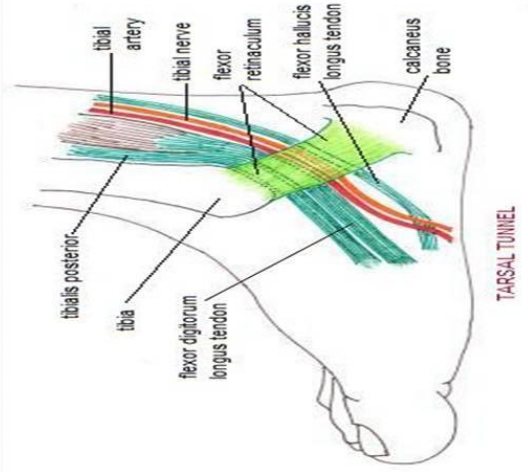 tibial
artery
tibial nerve
flexor
retinaculum
flexor hallucis
longus tendon
calcaneus
bone
tibialis posterior
tibia
flexor digitorum
longus tendon
TARSAL TUNNEL